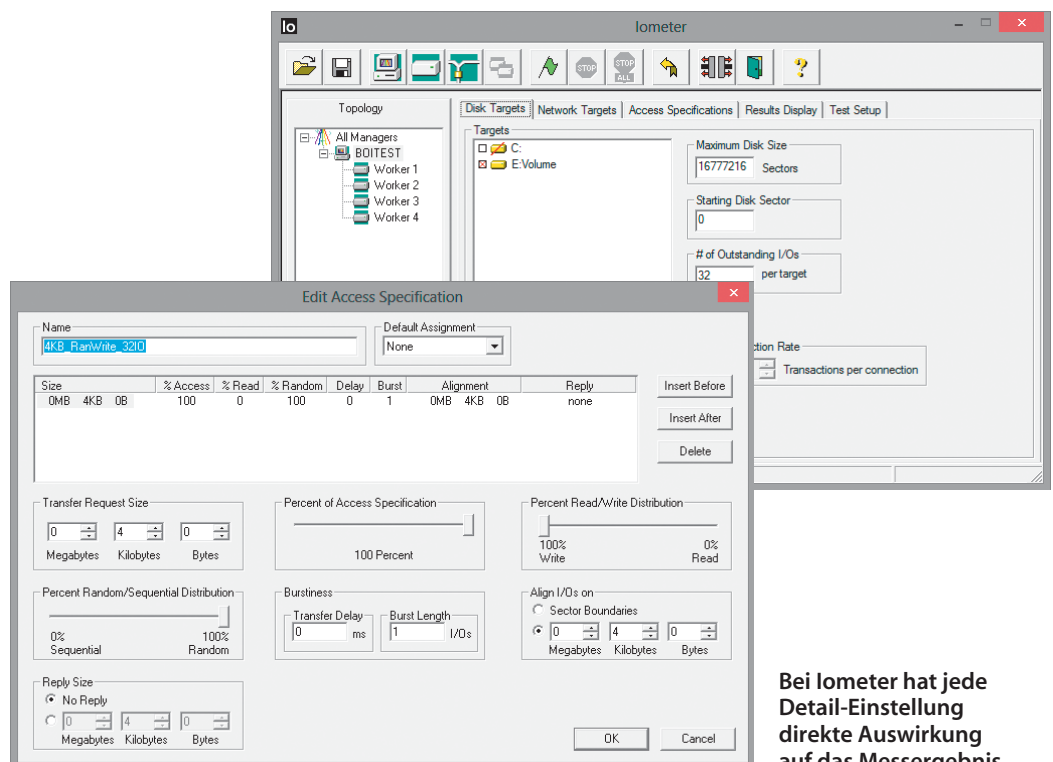 Iometer
STOP
STOP ALL
?
Topology
All Managers
BOITEST
Worker 1
Worker 2
Worker 3
Worker 4
Disk Targets
Network Targets
Access Specifications
Results Display
Test Setup
Targets
C:
E:Volume
Maximum Disk Size
16777216 Sectors
Starting Disk Sector
0
# of Outstanding I/Os
32 per target
ction Rate
Transactions per connection
Edit Access Specification
Name
4KB_RanWrite_32IO
Default Assignment
None
Size % Access % Read % Random Delay Burst Alignment Reply
0MB 4KB 0B 100 0 100 0 1 0MB 4KB 0B none
Insert Before
Insert After
Delete
Transfer Request Size
0 4 0
Megabytes Kilobytes Bytes
Percent of Access Specification
100 Percent
Percent Read/Write Distribution
100% 0%
Write Read
Percent Random/Sequential Distribution
0% 100%
Sequential Random
Burstiness
Transfer Delay
0 ms
Burst Length
1 I/Os
Align I/Os on
Sector Boundaries
0 4 0
Megabytes Kilobytes Bytes
Reply Size
No Reply
0 4 0
Megabytes Kilobytes Bytes
OK
Cancel
Bei Iometer hat jede
Detail-Einstellung
direkte Auswirkung
auf das Messergebnis